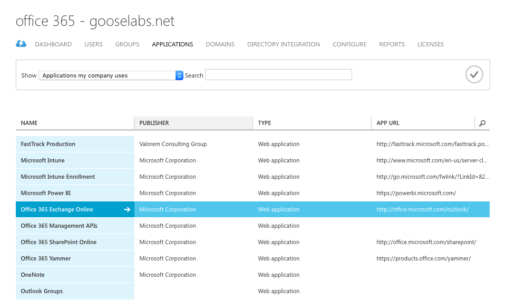 office 365 - gooselabs.net
DASHBOARD USERS GROUPS APPLICATIONS DOMAINS DIRECTORY INTEGRATION CONFIGURE REPORTS LICENSES
Show Applications my company uses Search
NAME PUBLISHER TYPE APP URL
FastTrack Production Valorem Consulting Group Web application http://fasttrack.microsoft.com/fasttrack.po...
Microsoft Intune Microsoft Corporation Web application http://www.microsoft.com/en-us/server-cl...
Microsoft Intune Enrollment Microsoft Corporation Web application http://go.microsoft.com/fwlink/?LinkId=82...
Microsoft Power BI Microsoft Corporation Web application https://powerbi.microsoft.com/
Office 365 Exchange Online → Microsoft Corporation Web application http://office.microsoft.com/outlook/
Office 365 Management APIs Microsoft Corporation Web application
Office 365 SharePoint Online Microsoft Corporation Web application http://office.microsoft.com/sharepoint/
Office 365 Yammer Microsoft Corporation Web application https://products.office.com/yammer/
OneNote Microsoft Corporation Web application
Outlook Groups Web application